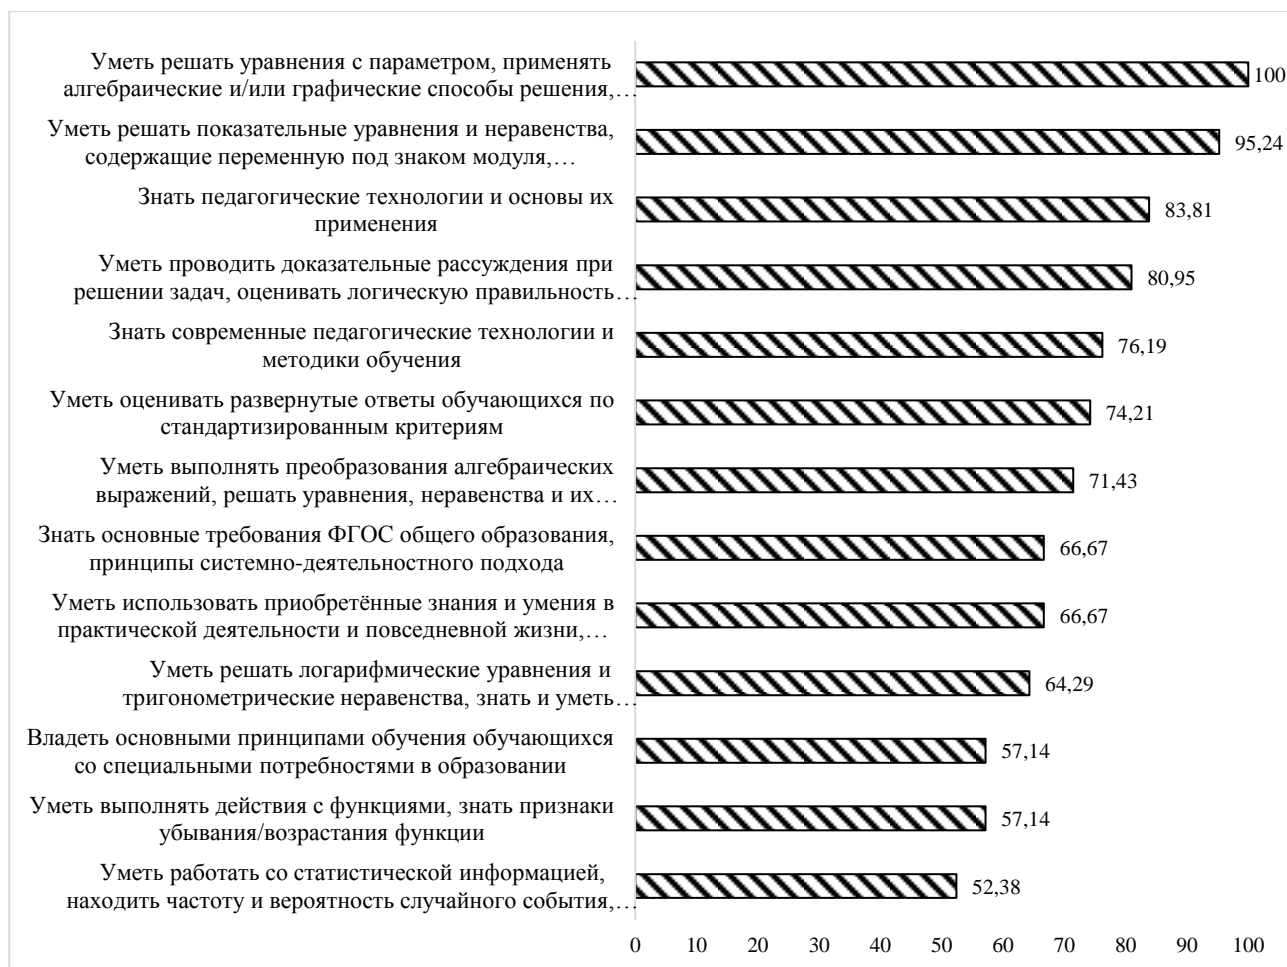 Уметь решать уравнения с параметром, применять
алгебраические и/или графические способы решения,…
100
Уметь решать показательные уравнения и неравенства,
содержащие переменную под знаком модуля,…
95,24
Знать педагогические технологии и основы их
применения
83,81
Уметь проводить доказательные рассуждения при
решении задач, оценивать логическую правильность…
80,95
Знать современные педагогические технологии и
методики обучения
76,19
Уметь оценивать развернутые ответы обучающихся по
стандартизированным критериям
74,21
Уметь выполнять преобразования алгебраических
выражений, решать уравнения, неравенства и их…
71,43
Знать основные требования ФГОС общего образования,
принципы системно-деятельностного подхода
66,67
Уметь использовать приобретённые знания и умения в
практической деятельности и повседневной жизни,…
66,67
Уметь решать логарифмические уравнения и
тригонометрические неравенства, знать и уметь…
64,29
Владеть основными принципами обучения обучающихся
со специальными потребностями в образовании
57,14
Уметь выполнять действия с функциями, знать признаки
убывания/возрастания функции
57,14
Уметь работать со статистической информацией,
находить частоту и вероятность случайного события,…
52,38
0 10 20 30 40 50 60 70 80 90 100